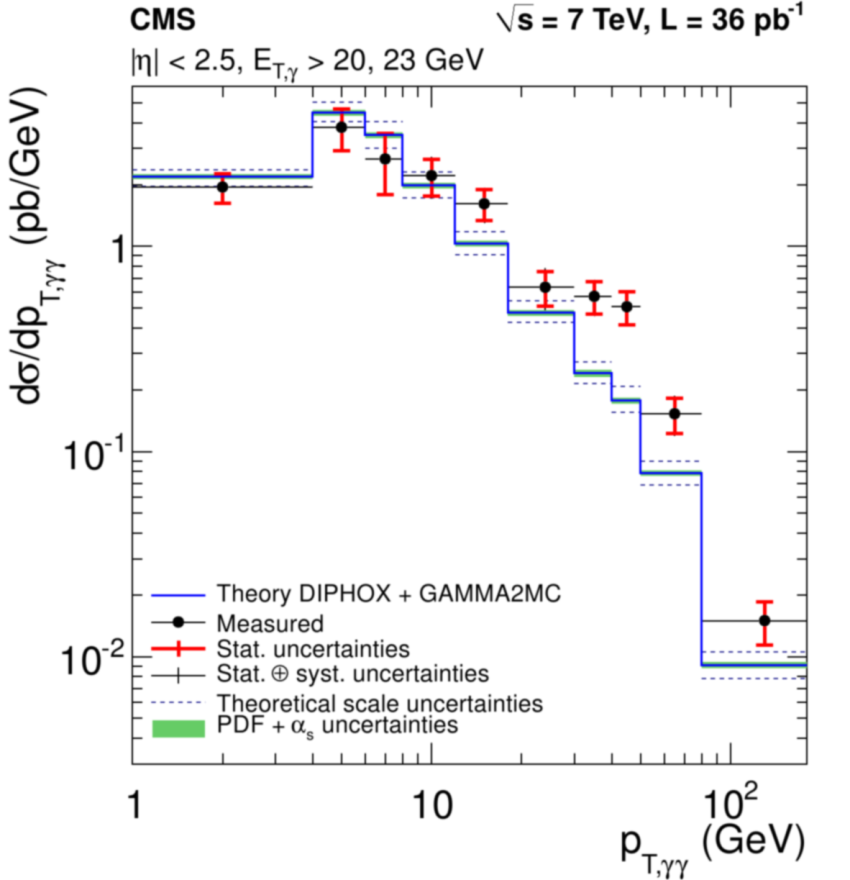 CMS √s = 7 TeV, L = 36 pb⁻¹
|η| < 2.5, E_T,γ > 20, 23 GeV
dσ/dp_T,γγ (pb/GeV)
1
10⁻¹
10⁻²
Theory DIPHOX + GAMMA2MC
Measured
Stat. uncertainties
Stat. ⊕ syst. uncertainties
Theoretical scale uncertainties
PDF + α_s uncertainties
1 10 10²
p_T,γγ (GeV)